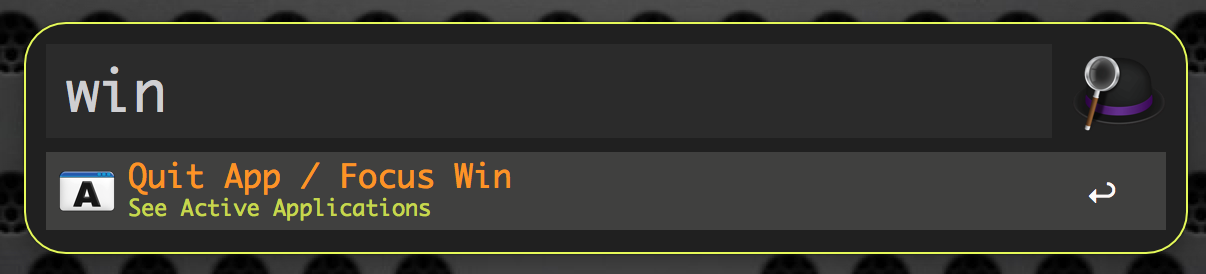 win
Quit App / Focus Win
See Active Applications
A